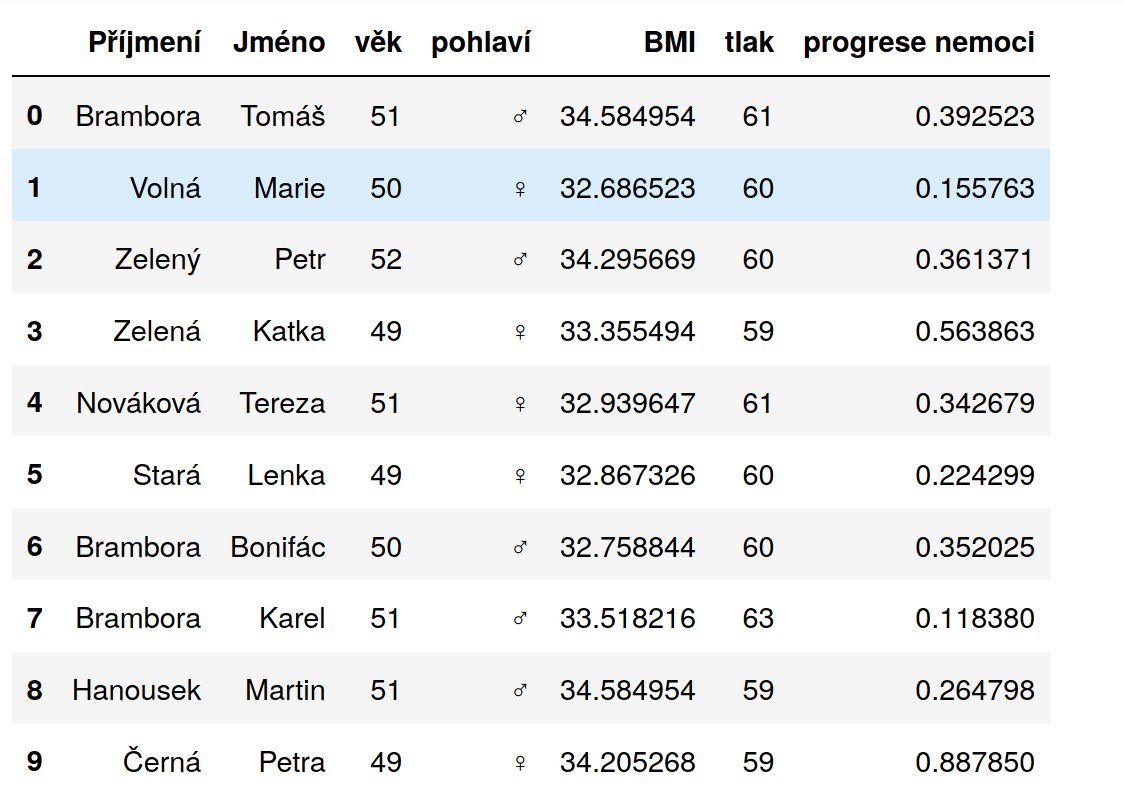 Příjmení Jméno věk pohlaví BMI tlak progrese nemoci
0 Brambora Tomáš 51 ♂ 34.584954 61 0.392523
1 Volná Marie 50 ♀ 32.686523 60 0.155763
2 Zelený Petr 52 ♂ 34.295669 60 0.361371
3 Zelená Katka 49 ♀ 33.355494 59 0.563863
4 Nováková Tereza 51 ♀ 32.939647 61 0.342679
5 Stará Lenka 49 ♀ 32.867326 60 0.224299
6 Brambora Bonifác 50 ♂ 32.758844 60 0.352025
7 Brambora Karel 51 ♂ 33.518216 63 0.118380
8 Hanousek Martin 51 ♂ 34.584954 59 0.264798
9 Černá Petra 49 ♀ 34.205268 59 0.887850